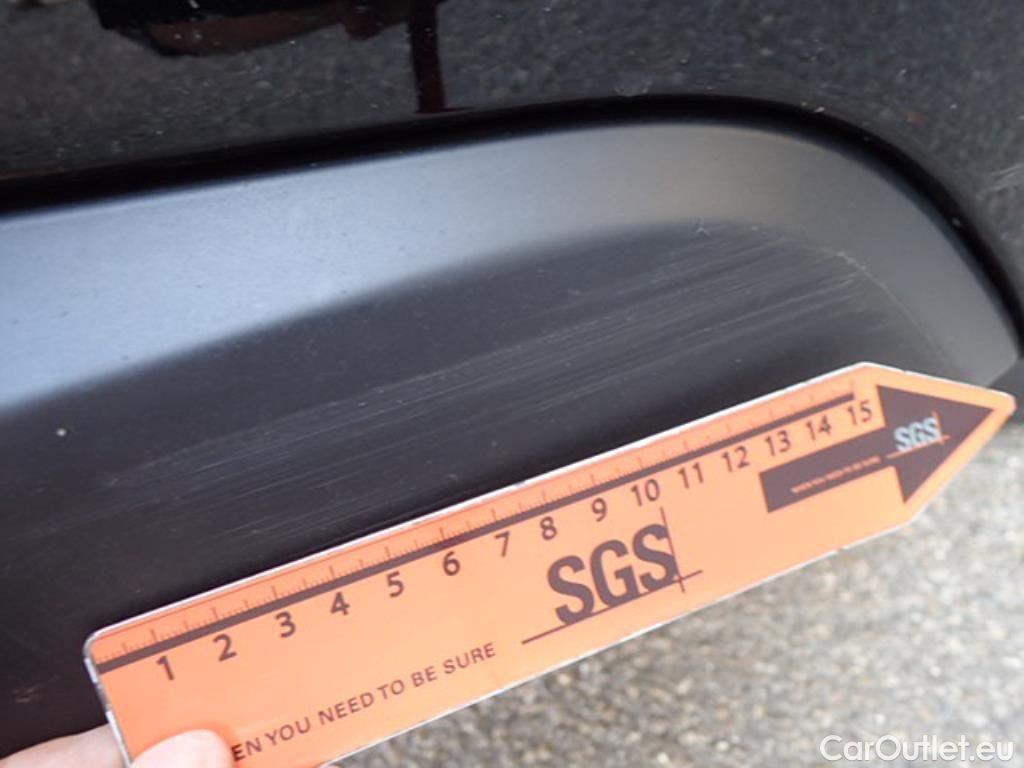 1 2 3 4 5 6 7 8 9 10 11 12 13 14 15
SGS
SGS
EN YOU NEED TO BE SURE
CarOutlet.eu